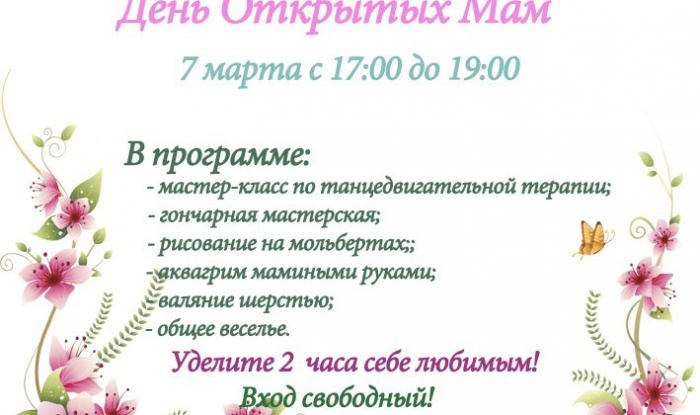 День Открытых Мам
7 марта с 17:00 до 19:00
В программе:
- мастер-класс по танцедвигательной терапии;
- гончарная мастерская;
- рисование на мольбертах;;
- аквагрим мамиными руками;
- валяние шерстью;
- общее веселье.
Уделите 2 часа себе любимым!
Вход свободный!